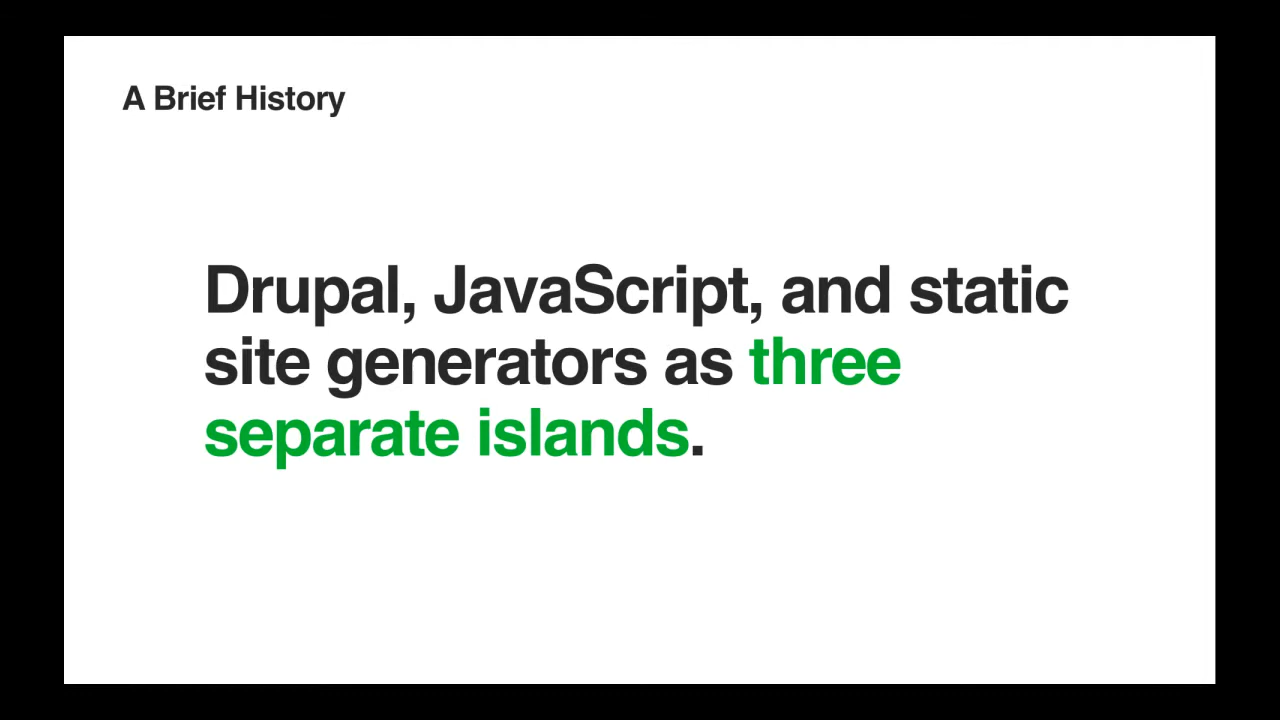 A Brief History
Drupal, JavaScript, and static
site generators as three
separate islands.